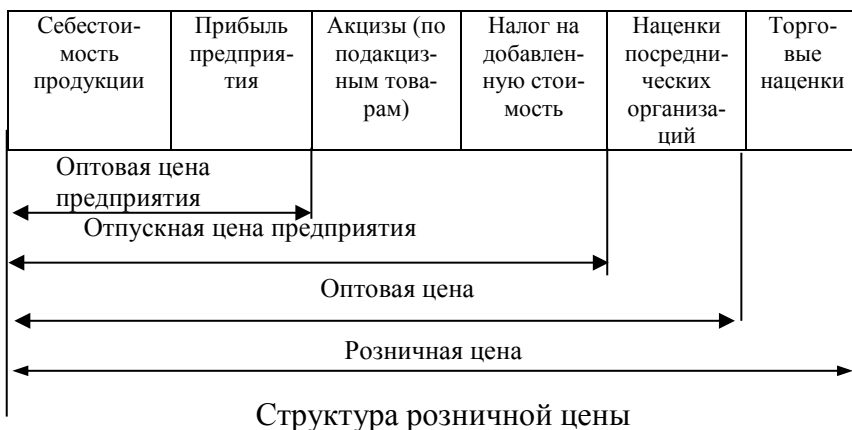 Себестои-
мость
продукции
Прибыль
предприя-
тия
Акцизы (по
подакциз-
ным това-
рам)
Налог на
добавлен-
ную стои-
мость
Наценки
посредни-
ческих
организа-
ций
Торго-
вые
наценки
Оптовая цена
предприятия
Отпускная цена предприятия
Оптовая цена
Розничная цена
Структура розничной цены